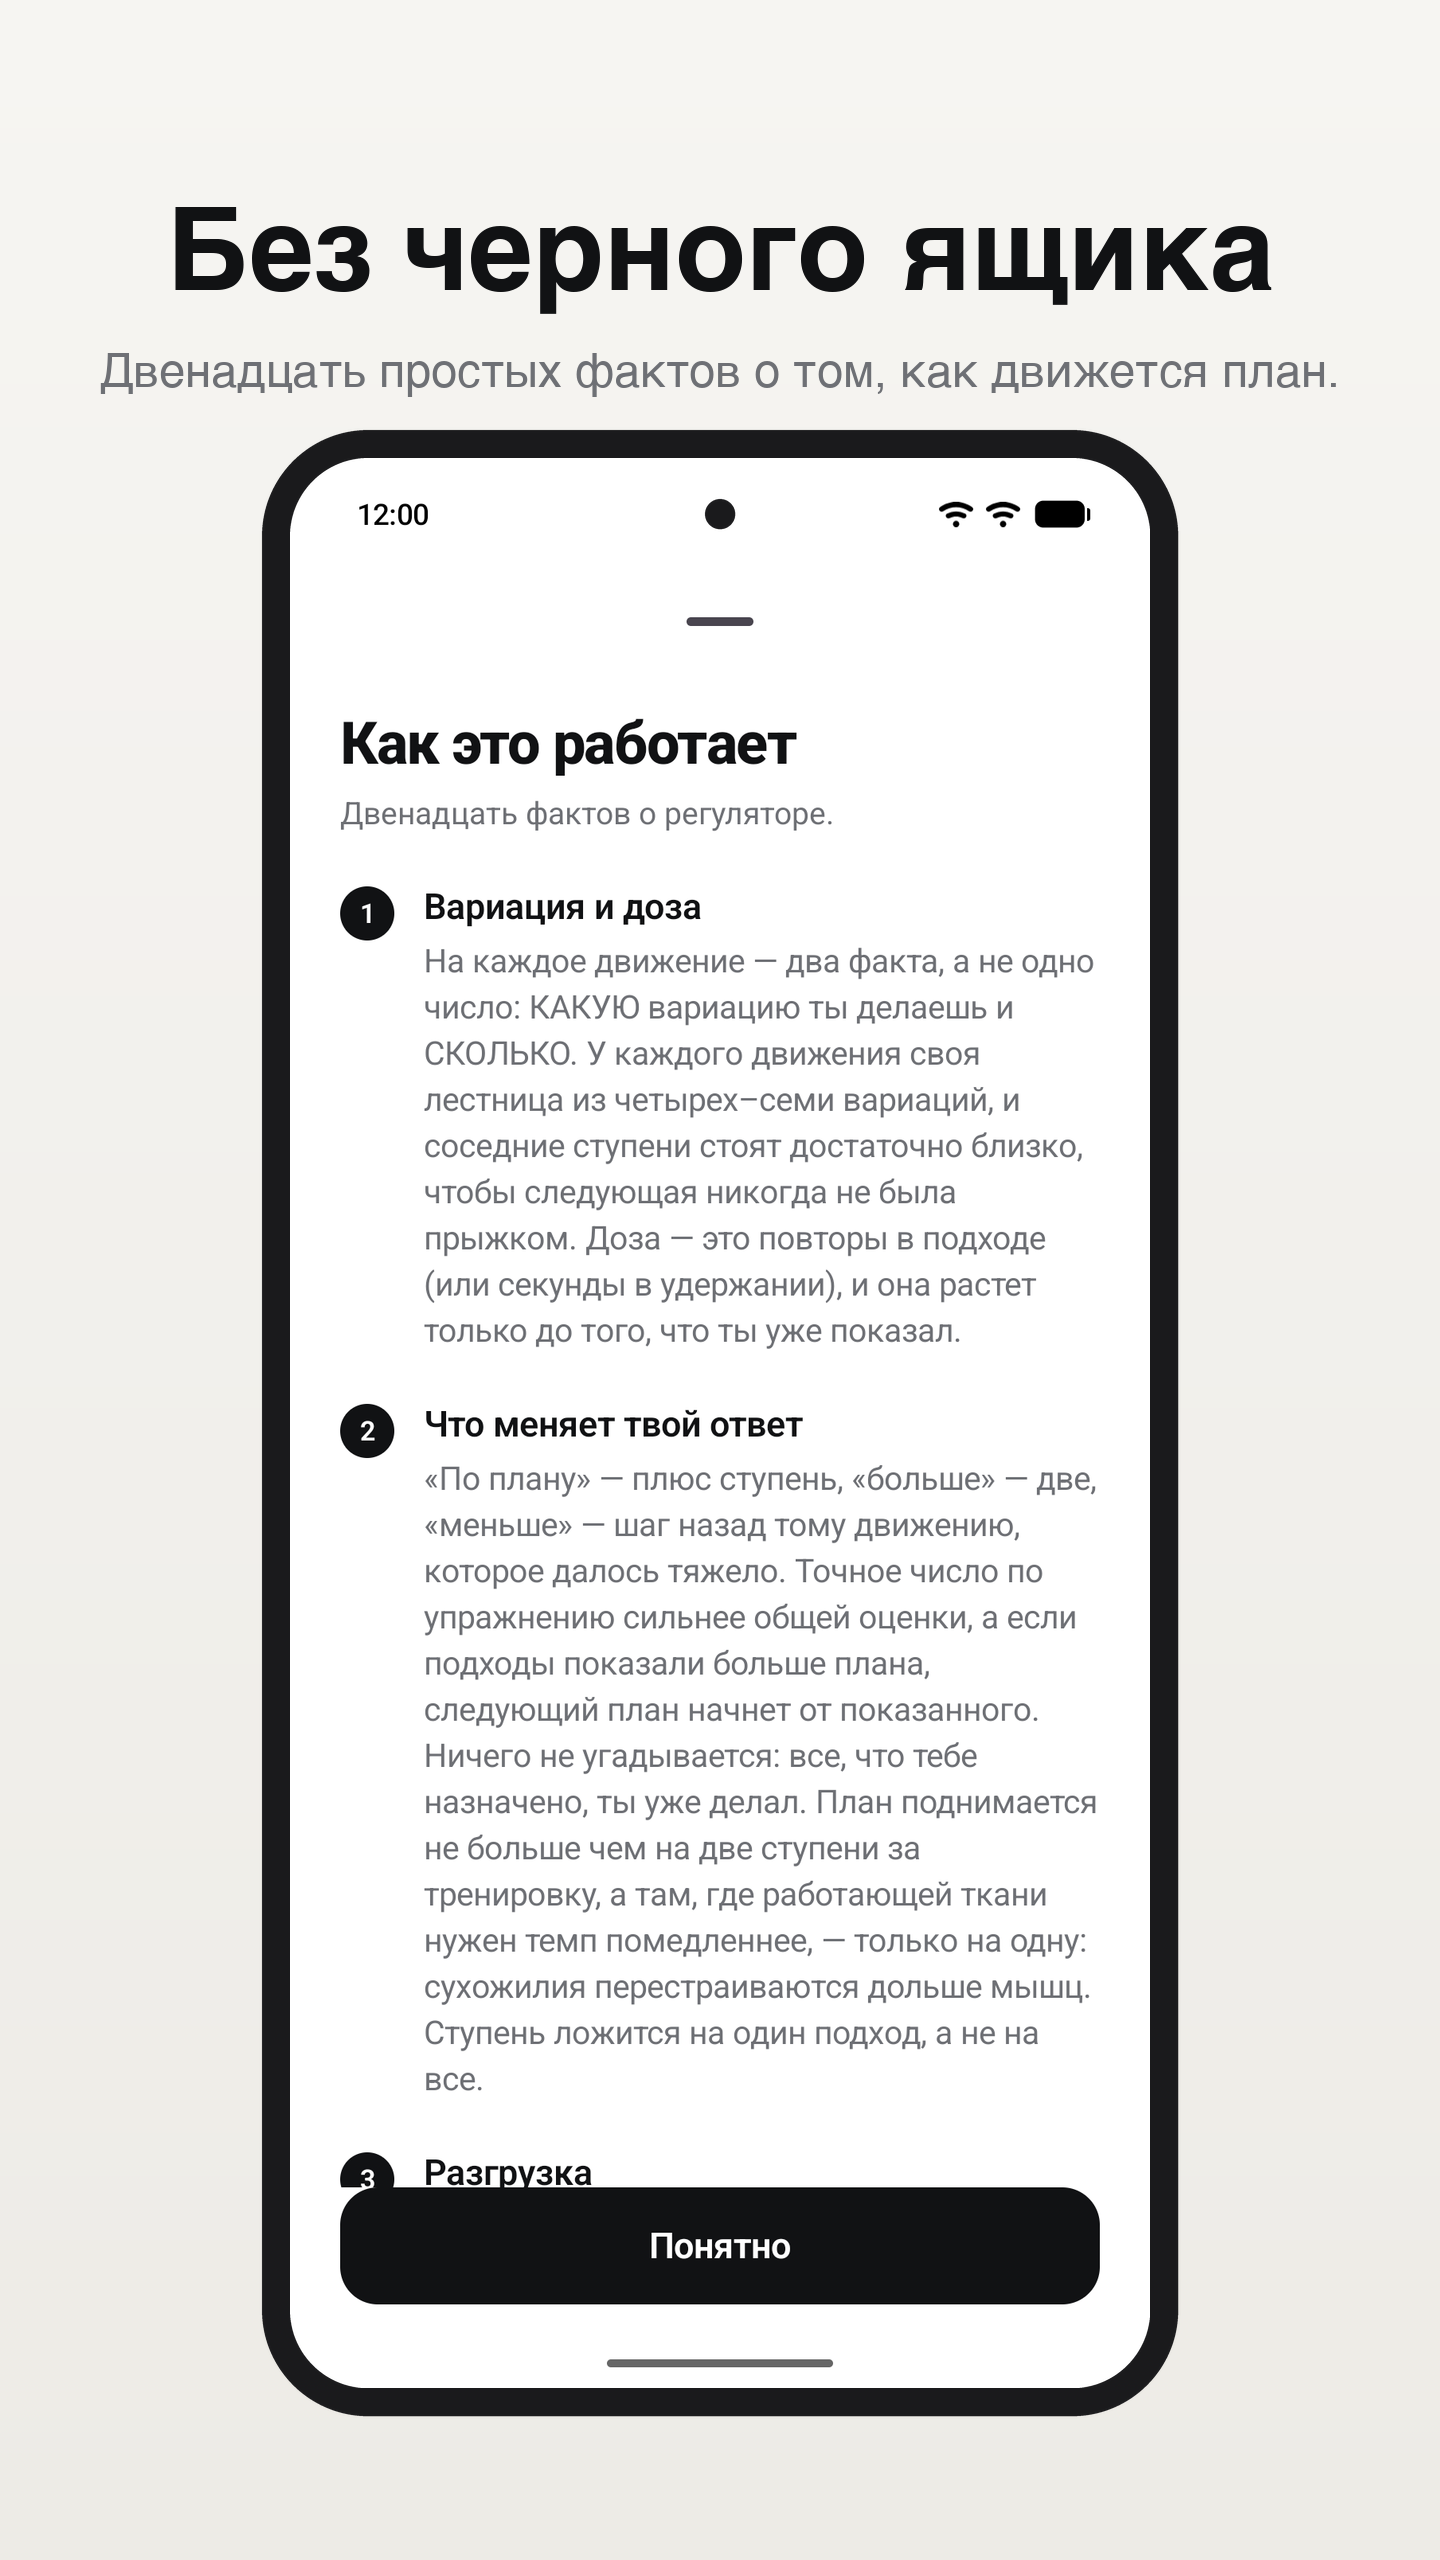 Без черного ящика
Двенадцать простых фактов о том, как движется план.
12:00
Как это работает
Двенадцать фактов о регуляторе.
1
Вариация и доза
На каждое движение — два факта, а не одно
число: КАКУЮ вариацию ты делаешь и
СКОЛЬКО. У каждого движения своя
лестница из четырех–семи вариаций, и
соседние ступени стоят достаточно близко,
чтобы следующая никогда не была
прыжком. Доза — это повторы в подходе
(или секунды в удержании), и она растет
только до того, что ты уже показал.
2
Что меняет твой ответ
«По плану» — плюс ступень, «больше» — две,
«меньше» — шаг назад тому движению,
которое далось тяжело. Точное число по
упражнению сильнее общей оценки, а если
подходы показали больше плана,
следующий план начнет от показанного.
Ничего не угадывается: все, что тебе
назначено, ты уже делал. План поднимается
не больше чем на две ступени за
тренировку, а там, где работающей ткани
нужен темп помедленнее, — только на одну:
сухожилия перестраиваются дольше мышц.
Ступень ложится на один подход, а не на
все.
3
Разгрузка
Понятно